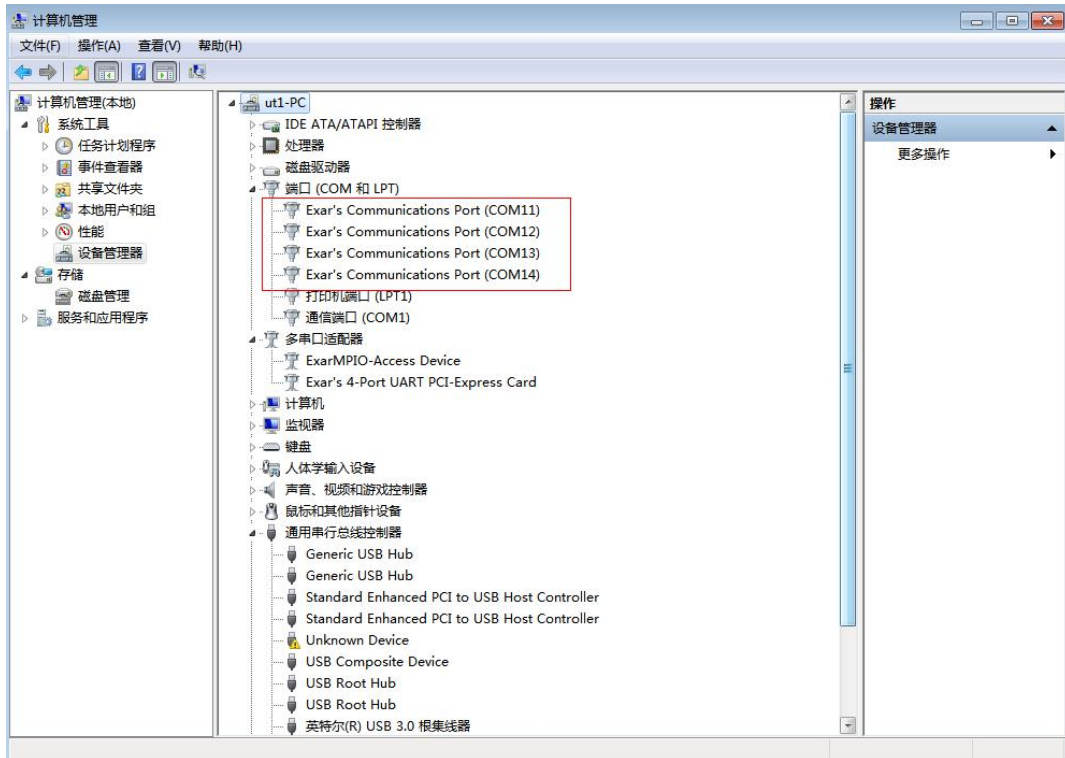 计算机管理
文件(F) 操作(A) 查看(V) 帮助(H)
计算机管理(本地)
系统工具
任务计划程序
事件查看器
共享文件夹
本地用户和组
性能
设备管理器
存储
磁盘管理
服务和应用程序
ut1-PC
IDE ATA/ATAPI 控制器
处理器
磁盘驱动器
端口 (COM 和 LPT)
Exar's Communications Port (COM11)
Exar's Communications Port (COM12)
Exar's Communications Port (COM13)
Exar's Communications Port (COM14)
打印机端口 (LPT1)
通信端口 (COM1)
多串口适配器
ExarMPIO-Access Device
Exar's 4-Port UART PCI-Express Card
计算机
监视器
键盘
人体学输入设备
声音、视频和游戏控制器
鼠标和其他指针设备
通用串行总线控制器
Generic USB Hub
Generic USB Hub
Standard Enhanced PCI to USB Host Controller
Standard Enhanced PCI to USB Host Controller
Unknown Device
USB Composite Device
USB Root Hub
USB Root Hub
英特尔(R) USB 3.0 根集线器
操作
设备管理器
更多操作